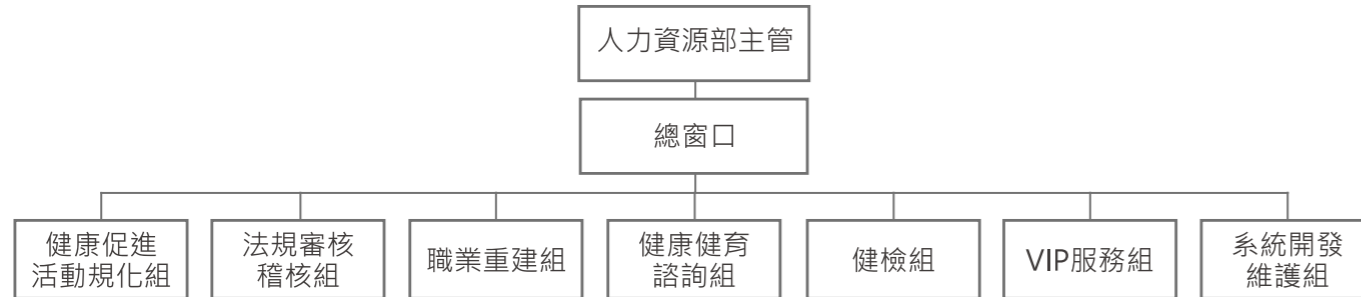 人力資源部主管
總窗口
健康促進
活動規化組
法規審核
稽核組
職業重建組
健康健育
諮詢組
健檢組
VIP服務組
系統開發
維護組